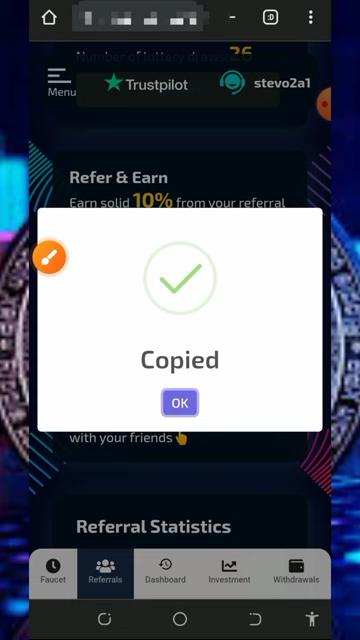 :D
Number of lottery draws: 26
Menu
Trustpilot
stevo2a1
Refer & Earn
Earn solid 10% from your referral
Copied
OK
with your friends
Referral Statistics
Faucet
Referrals
Dashboard
Investment
Withdrawals